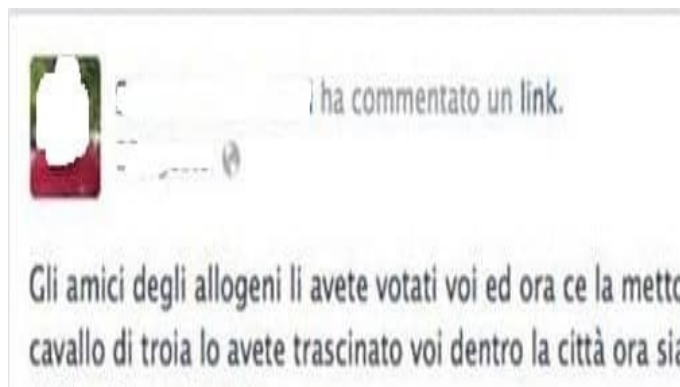 ha commentato un link.
Gli amici degli allogeni li avete votati voi ed ora ce la metto
cavallo di troia lo avete trascinato voi dentro la città ora sia